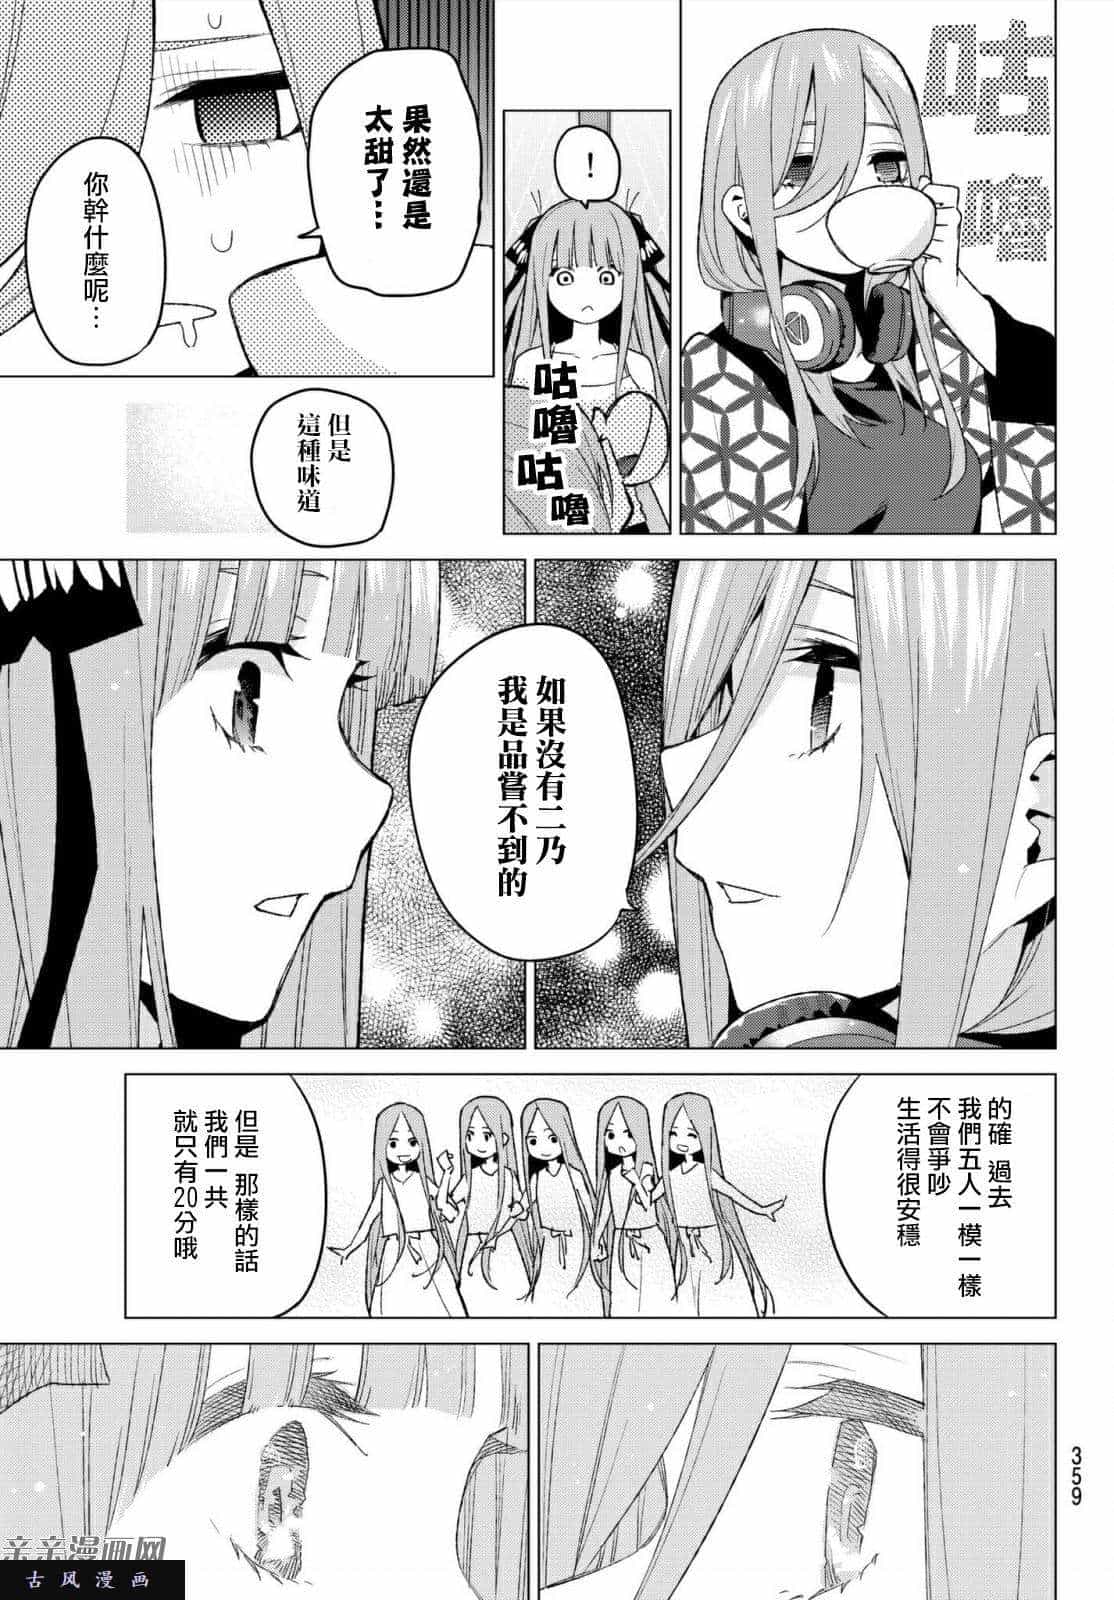 咕
嚕
！
咕
嚕
咕
嚕
果然還是
太甜了…
你幹什麼呢…
但是
這種味道
如果沒有二乃
我是品嘗不到的
的確 過去
我們五人一模一樣
不會爭吵
生活得很安穩
但是 那樣的話
我們一共
就只有20分哦
359
亲亲漫画网
古风漫画